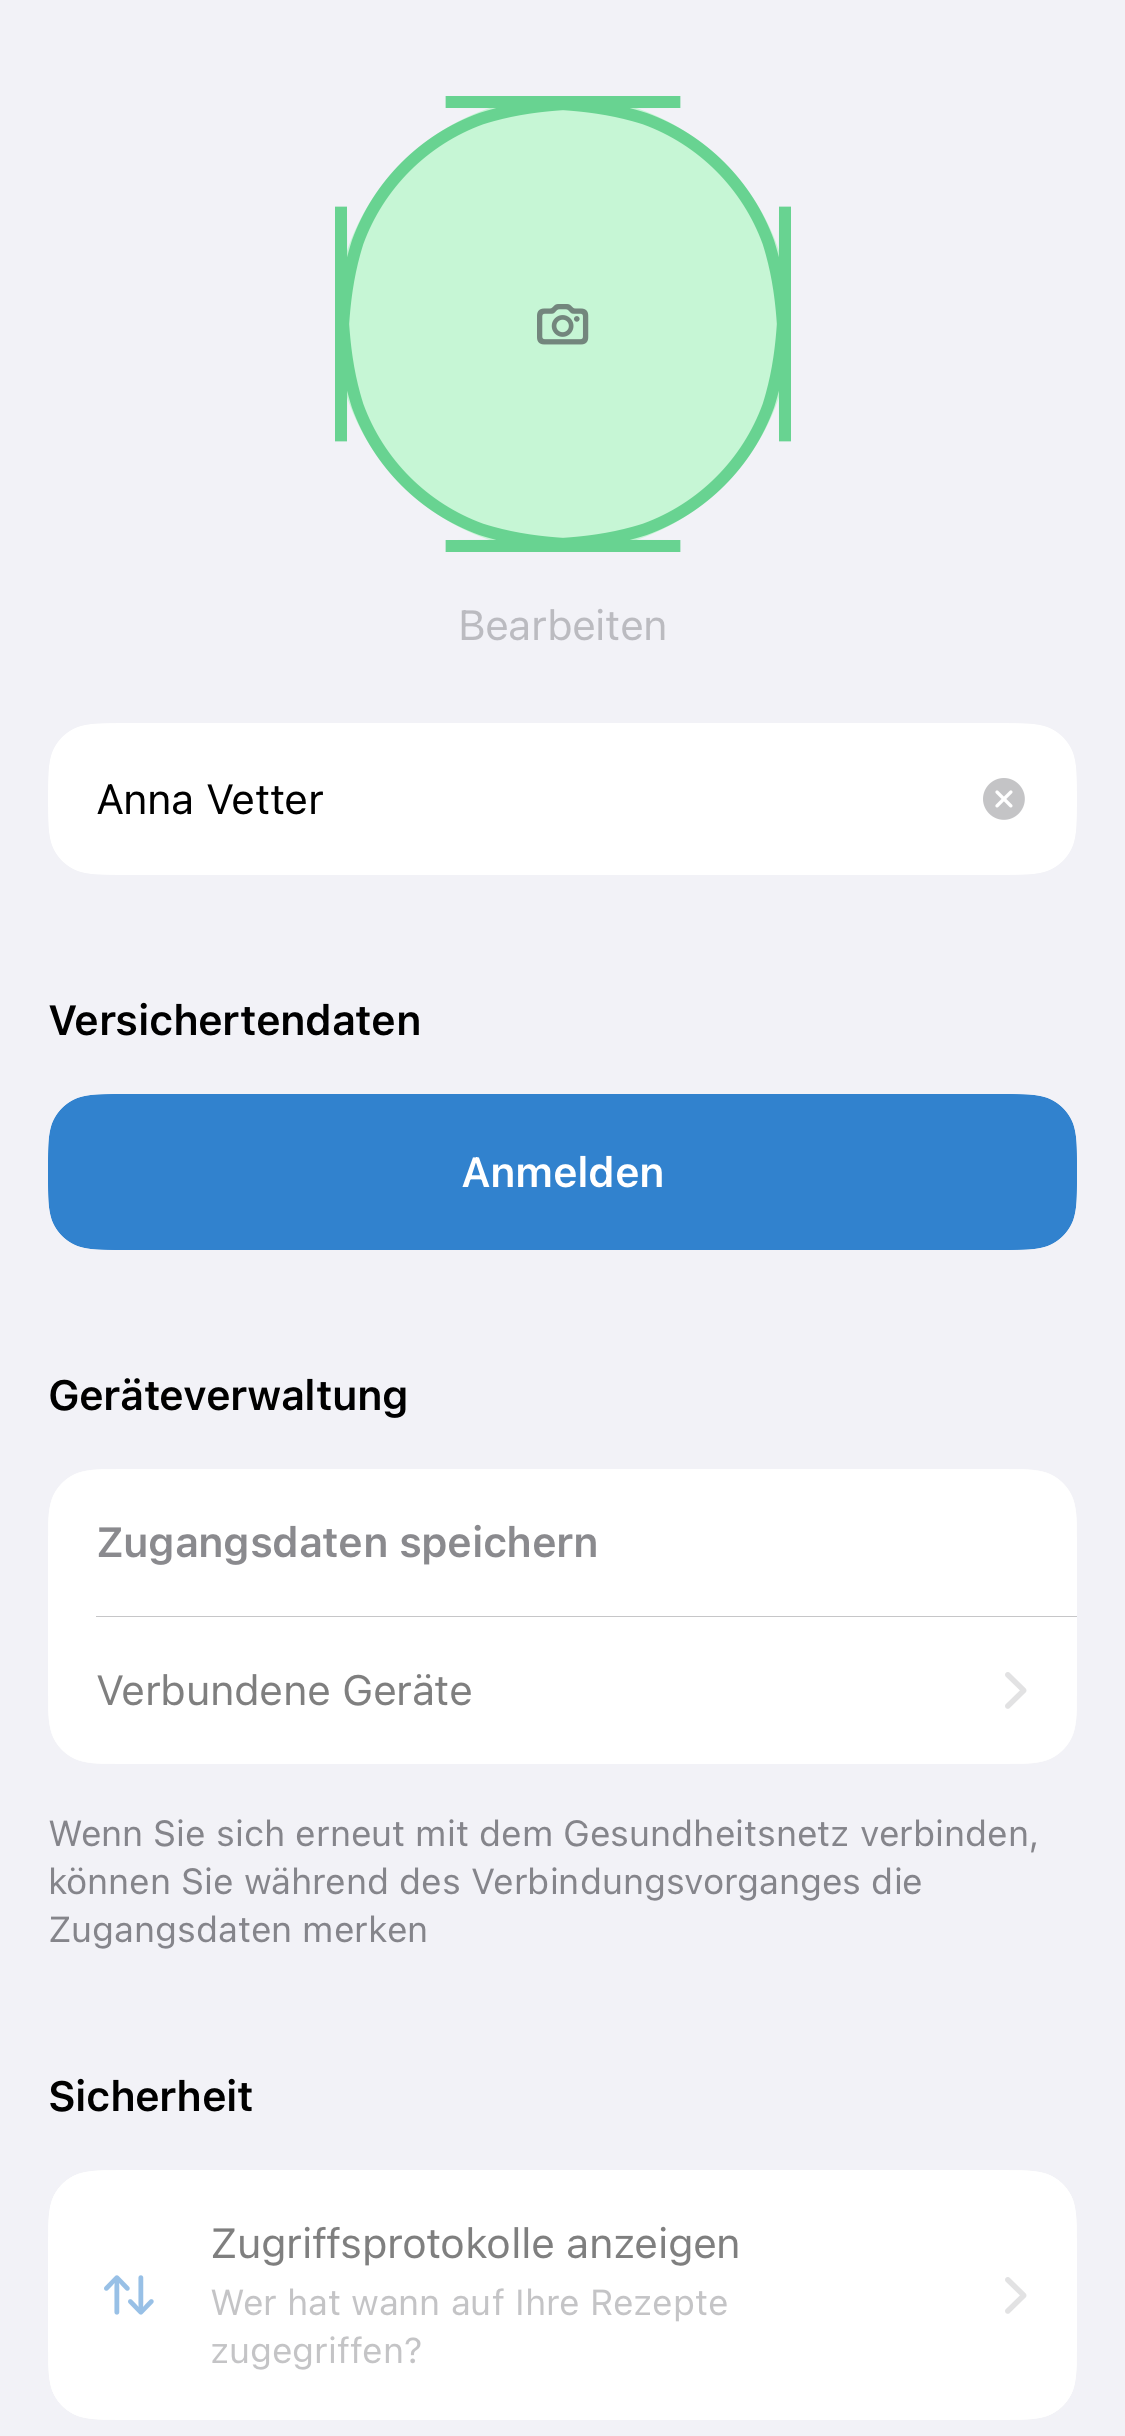 Bearbeiten
Anna Vetter
Versichertendaten
Anmelden
Geräteverwaltung
Zugangsdaten speichern
Verbundene Geräte
Wenn Sie sich erneut mit dem Gesundheitsnetz verbinden,
können Sie während des Verbindungsvorganges die
Zugangsdaten merken
Sicherheit
Zugriffsprotokolle anzeigen
Wer hat wann auf Ihre Rezepte
zugegriffen?